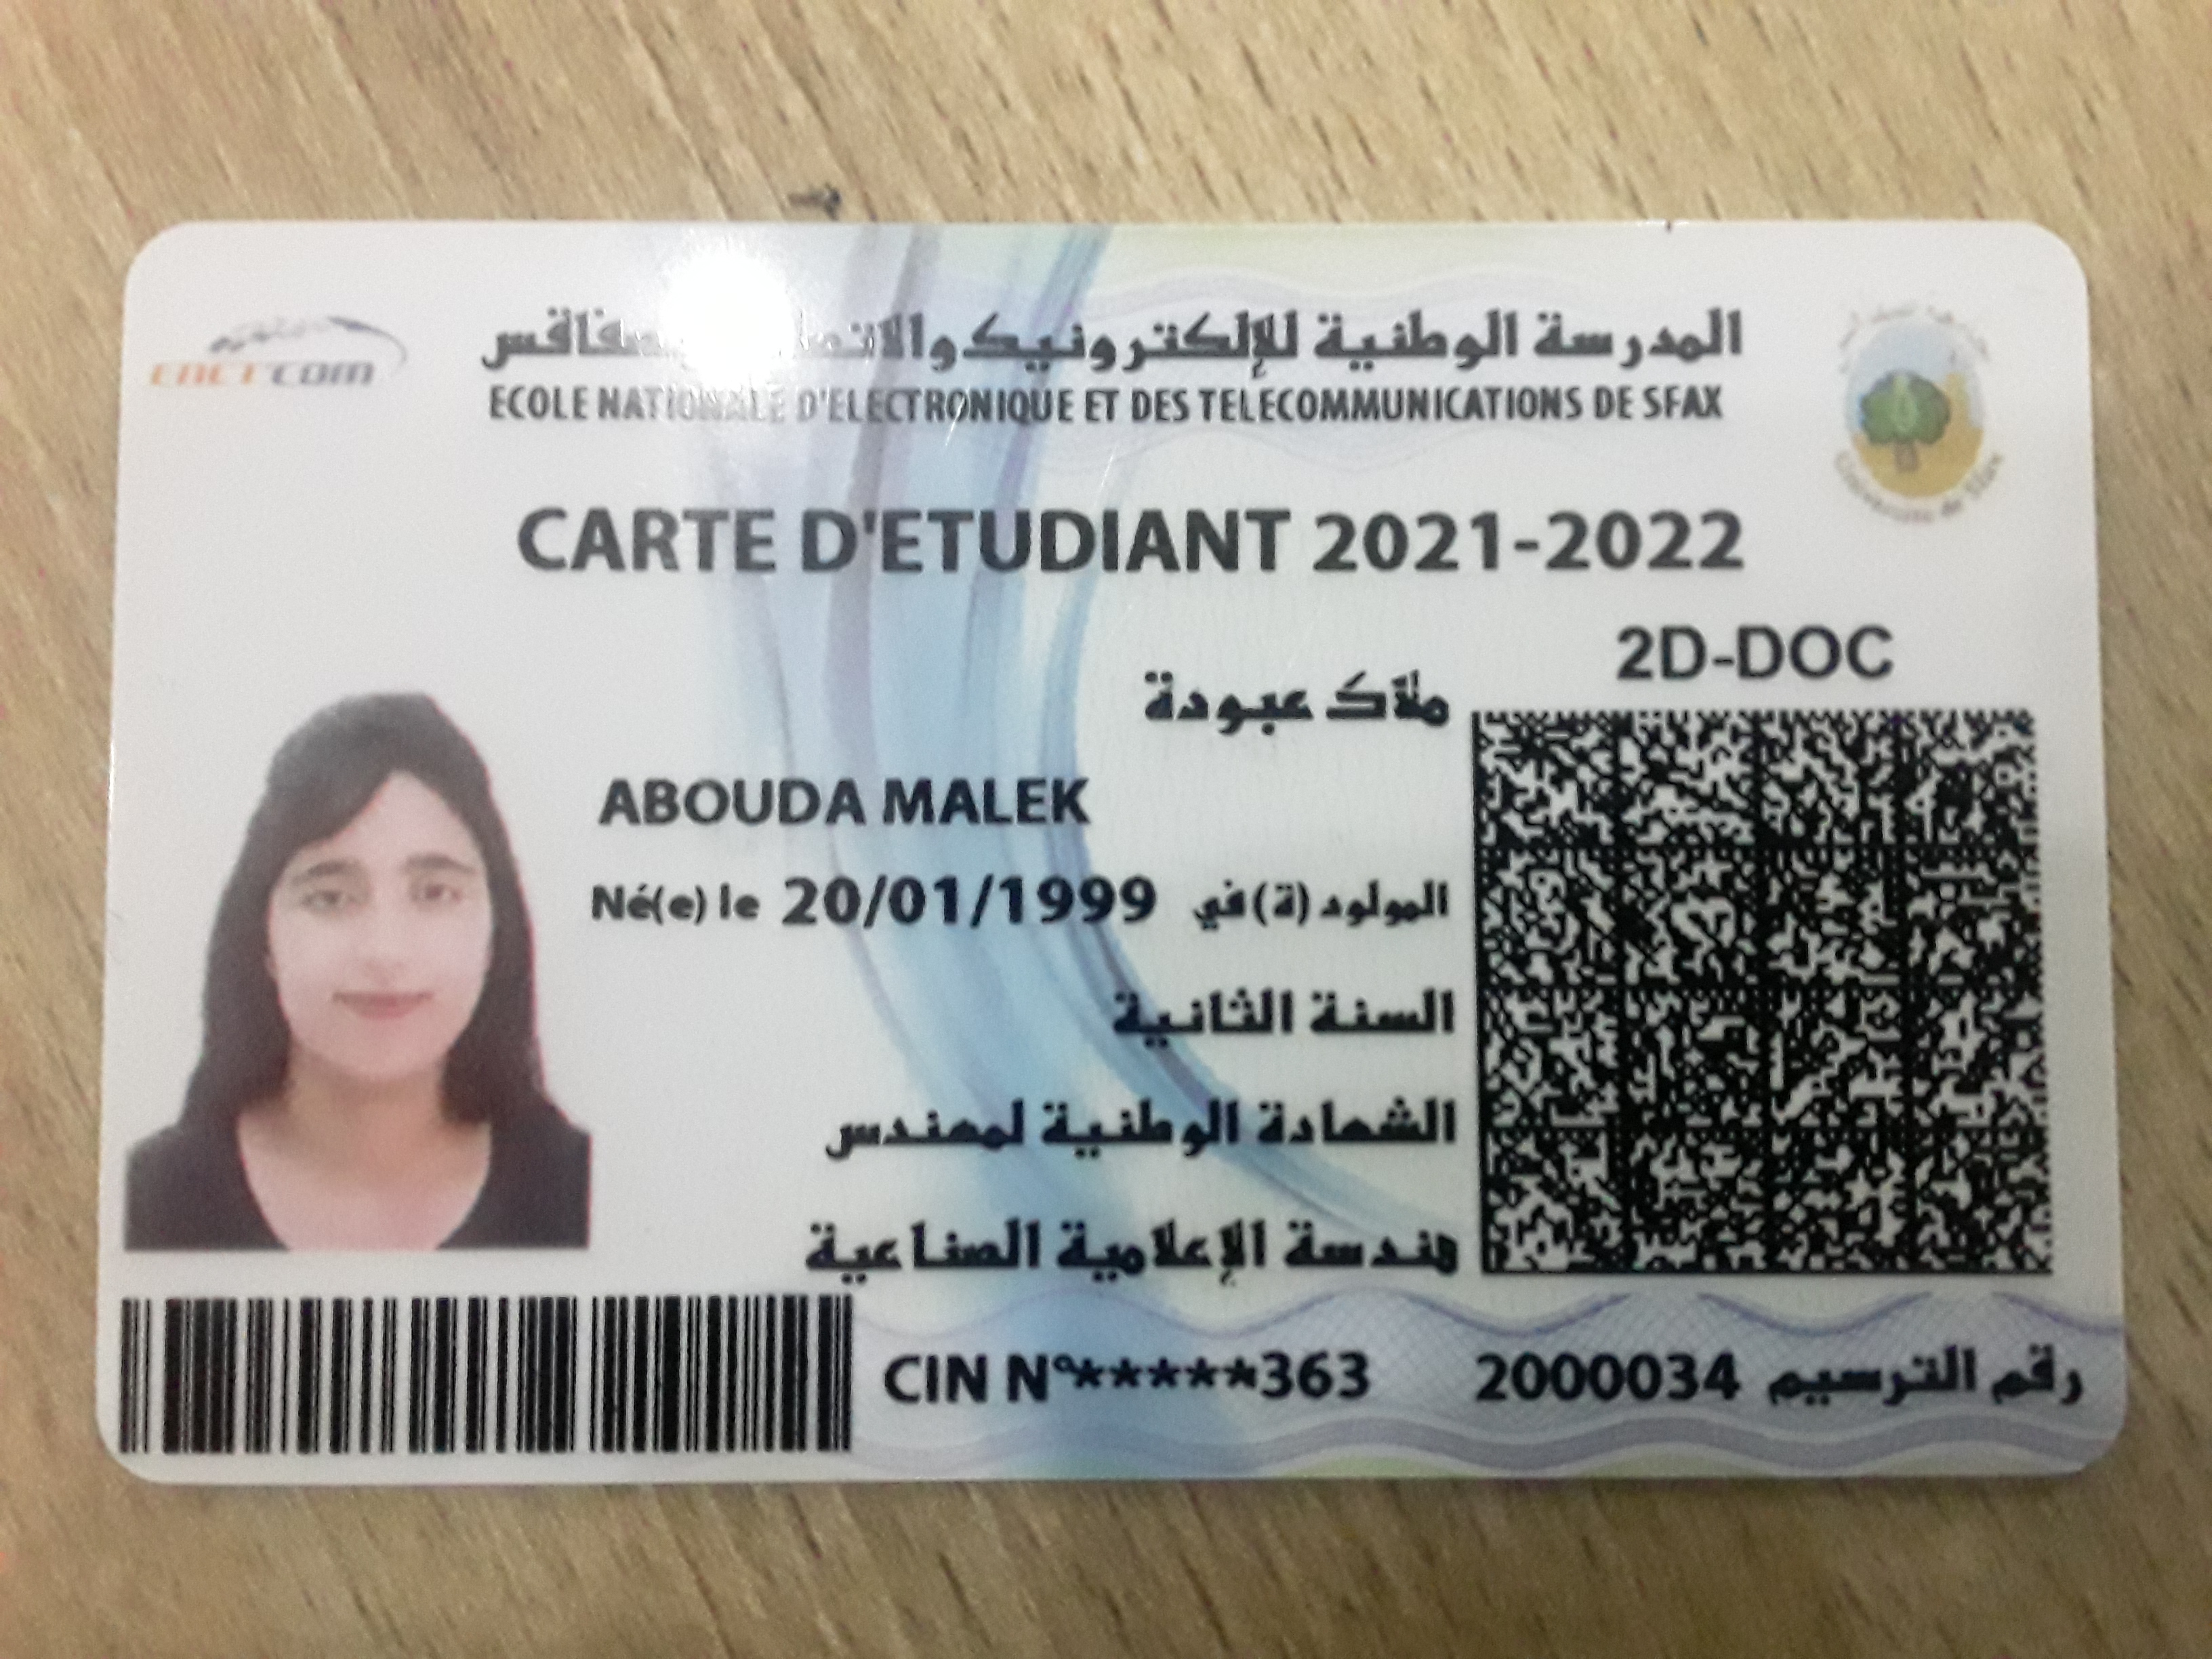 enet'com
المدرسة الوطنية للإلكترونيك والاتصالات بصفاقس
ECOLE NATIONALE D'ELECTRONIQUE ET DES TELECOMMUNICATIONS DE SFAX
CARTE D'ETUDIANT 2021-2022
2D-DOC
ملاك عبودة
ABOUDA MALEK
Né(e) le 20/01/1999 المولود(ة) في
السنة الثانية
الشهادة الوطنية لمهندس
هندسة الإعلامية الصناعية
CIN N°*****363 2000034 رقم الترسيم